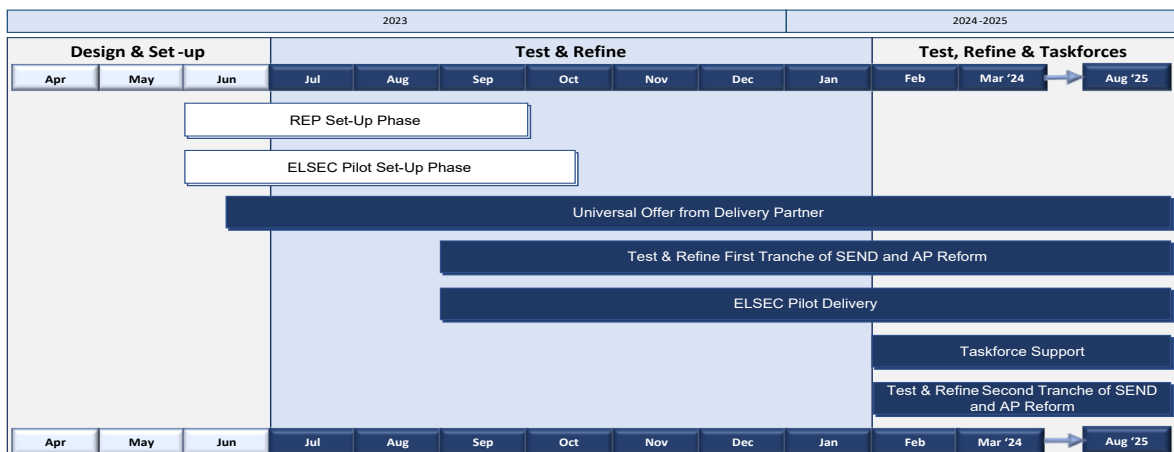 2023
2024-2025
Design & Set-up
Test & Refine
Test, Refine & Taskforces
Apr May Jun Jul Aug Sep Oct Nov Dec Jan Feb Mar ‘24 Aug ‘25
REP Set-Up Phase
ELSEC Pilot Set-Up Phase
Universal Offer from Delivery Partner
Test & Refine First Tranche of SEND and AP Reform
ELSEC Pilot Delivery
Taskforce Support
Test & Refine Second Tranche of SEND
and AP Reform
Apr May Jun Jul Aug Sep Oct Nov Dec Jan Feb Mar ‘24 Aug ‘25